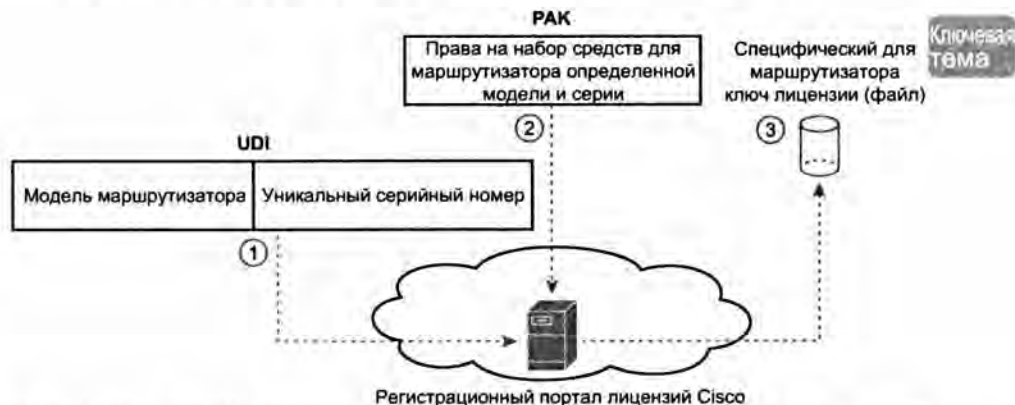 PAK
Права на набор средств для
маршрутизатора определенной
модели и серии
Ключевая
тема
Специфический для
маршрутизатора
ключ лицензии (файл)
2
3
UDI
Модель маршрутизатора
Уникальный серийный номер
1
Регистрационный портал лицензий Cisco